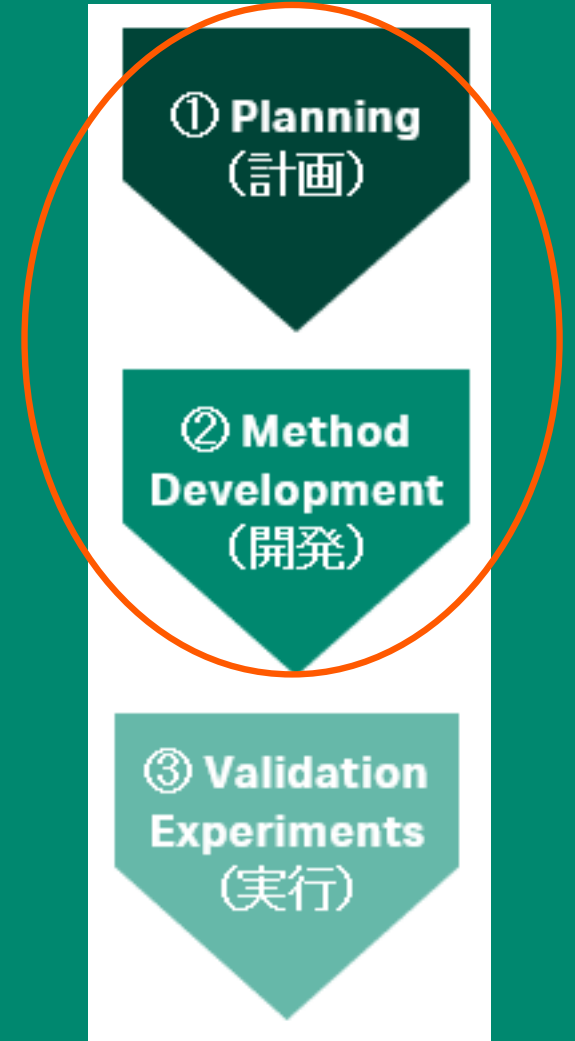 ① Planning
（計画）
② Method
Development
（開発）
③ Validation
Experiments
（実行）